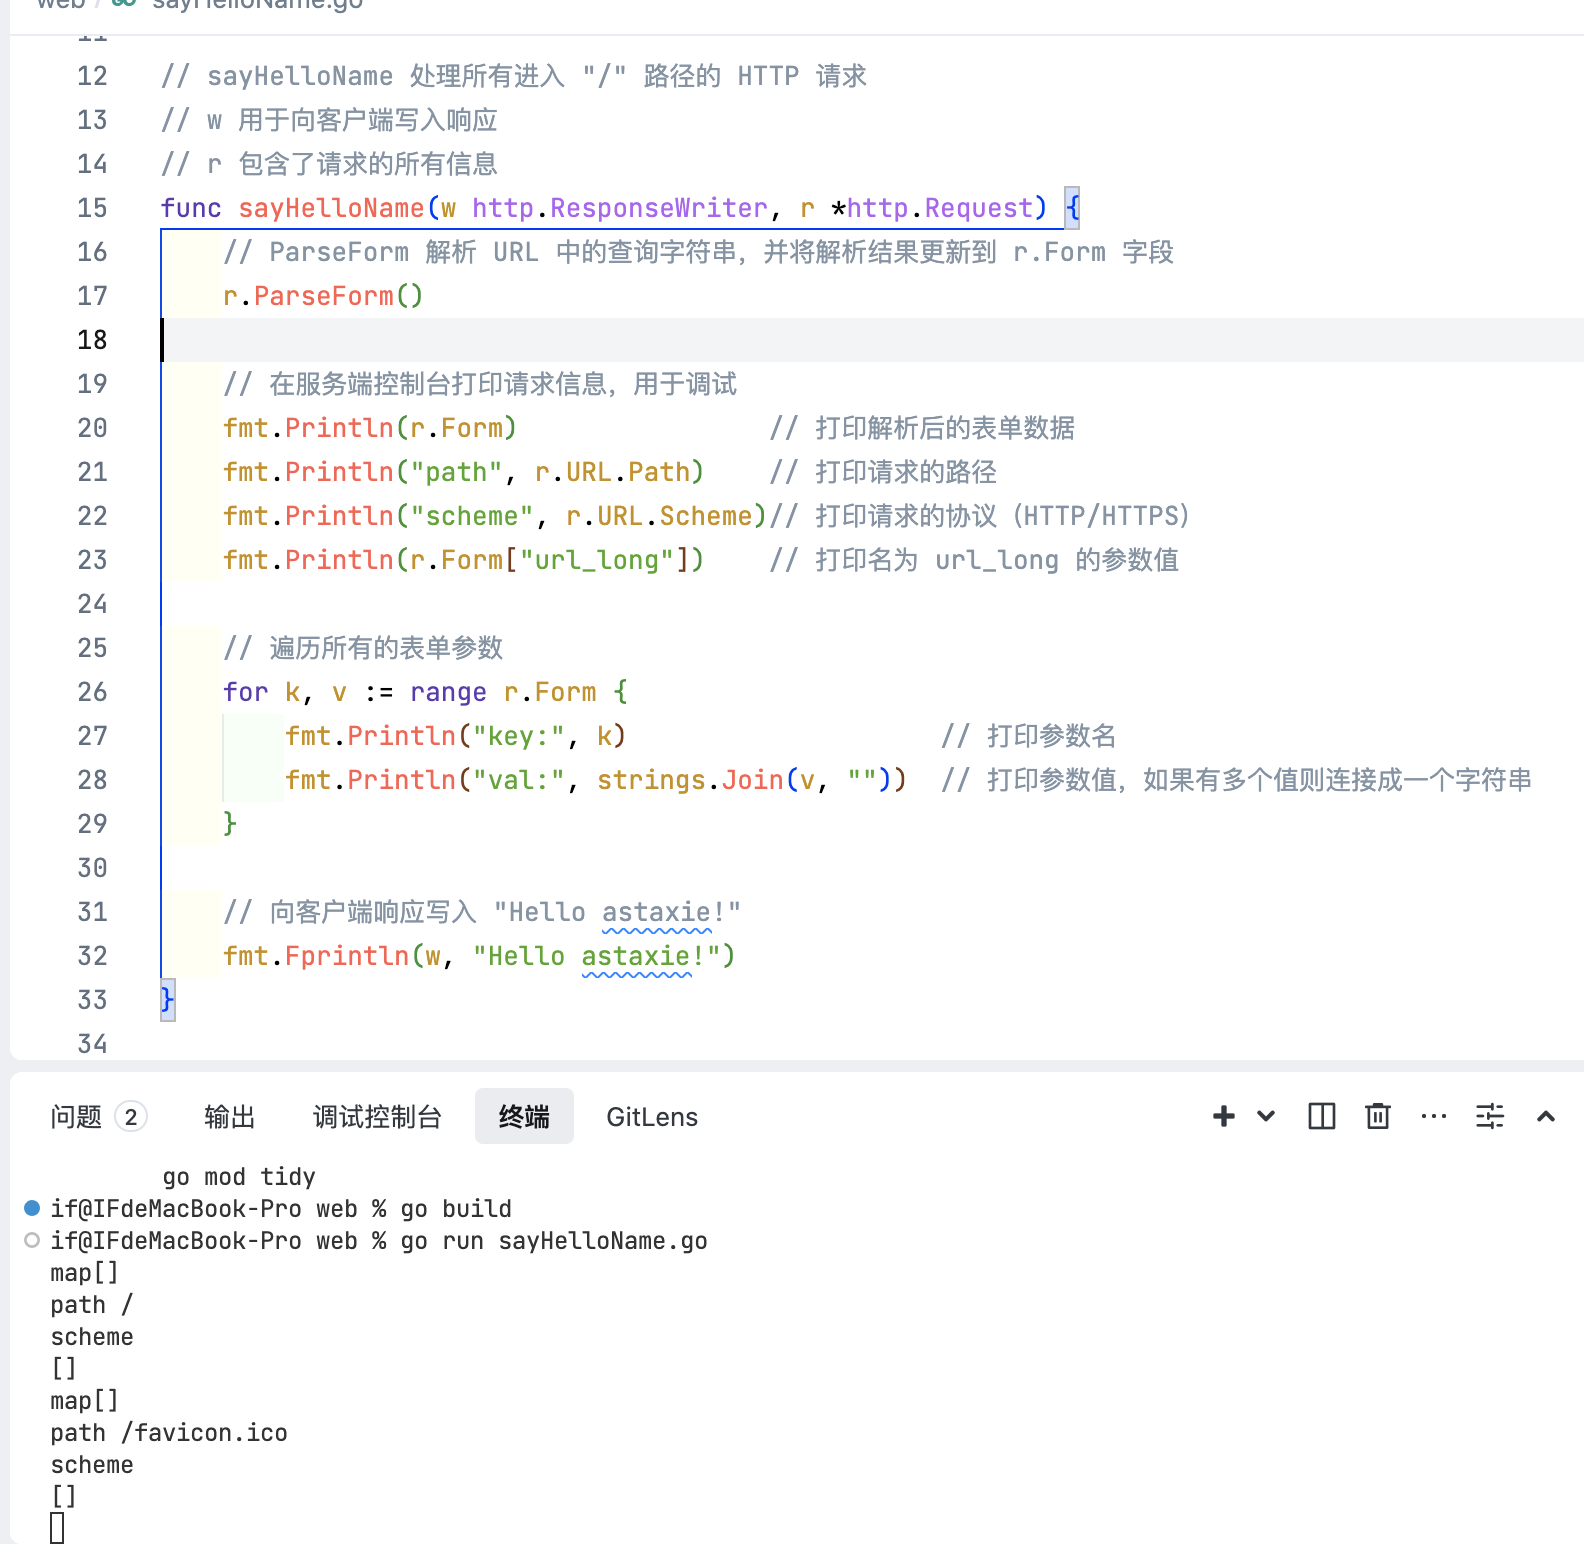 web / sayHelloName.go
11
12 // sayHelloName 处理所有进入 "/" 路径的 HTTP 请求
13 // w 用于向客户端写入响应
14 // r 包含了请求的所有信息
15 func sayHelloName(w http.ResponseWriter, r *http.Request) {
16     // ParseForm 解析 URL 中的查询字符串，并将解析结果更新到 r.Form 字段
17     r.ParseForm()
18
19     // 在服务端控制台打印请求信息，用于调试
20     fmt.Println(r.Form)                // 打印解析后的表单数据
21     fmt.Println("path", r.URL.Path)    // 打印请求的路径
22     fmt.Println("scheme", r.URL.Scheme)// 打印请求的协议（HTTP/HTTPS）
23     fmt.Println(r.Form["url_long"])    // 打印名为 url_long 的参数值
24
25     // 遍历所有的表单参数
26     for k, v := range r.Form {
27         fmt.Println("key:", k)                    // 打印参数名
28         fmt.Println("val:", strings.Join(v, ""))  // 打印参数值，如果有多个值则连接成一个字符串
29     }
30
31     // 向客户端响应写入 "Hello astaxie!"
32     fmt.Fprintln(w, "Hello astaxie!")
33 }
34
问题 2 输出 调试控制台 终端 GitLens
go mod tidy
if@IFdeMacBook-Pro web % go build
if@IFdeMacBook-Pro web % go run sayHelloName.go
map[]
path /
scheme
[]
map[]
path /favicon.ico
scheme
[]